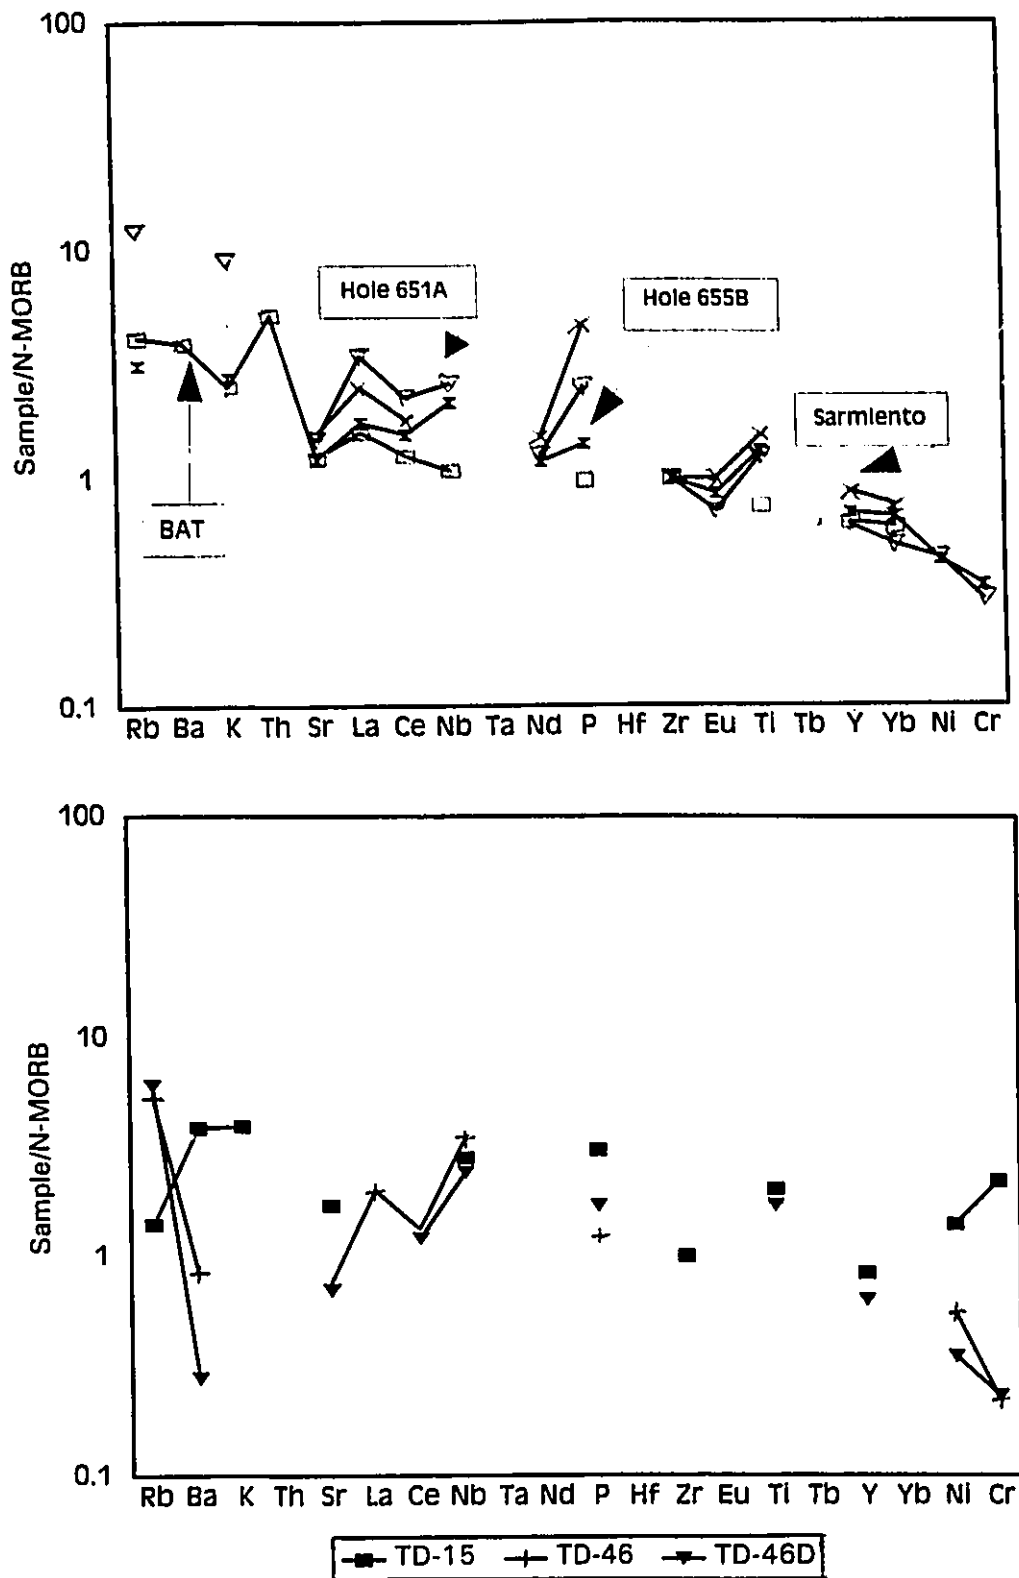 100
10
1
0.1
Sample/N-MORB
Hole 651A
Hole 655B
Sarmiento
BAT
Rb Ba K Th Sr La Ce Nb Ta Nd P Hf Zr Eu Ti Tb Y Yb Ni Cr
100
10
1
0.1
Sample/N-MORB
Rb Ba K Th Sr La Ce Nb Ta Nd P Hf Zr Eu Ti Tb Y Yb Ni Cr
TD-15 TD-46 TD-46D